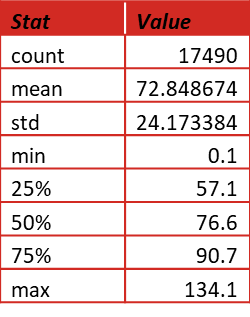 Stat Value
count 17490
mean 72.848674
std 24.173384
min 0.1
25% 57.1
50% 76.6
75% 90.7
max 134.1